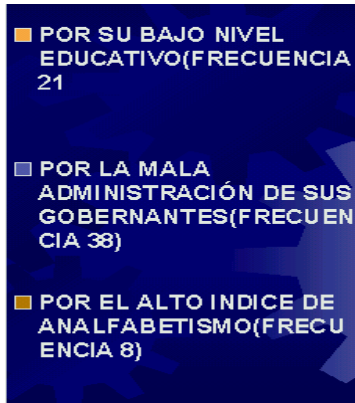 POR SU BAJO NIVEL
EDUCATIVO(FRECUENCIA
21
POR LA MALA
ADMINISTRACIÓN DE SUS
GOBERNANTES(FRECUEN
CIA 38)
POR EL ALTO INDICE DE
ANALFABETISMO(FRECU
ENCIA 8)